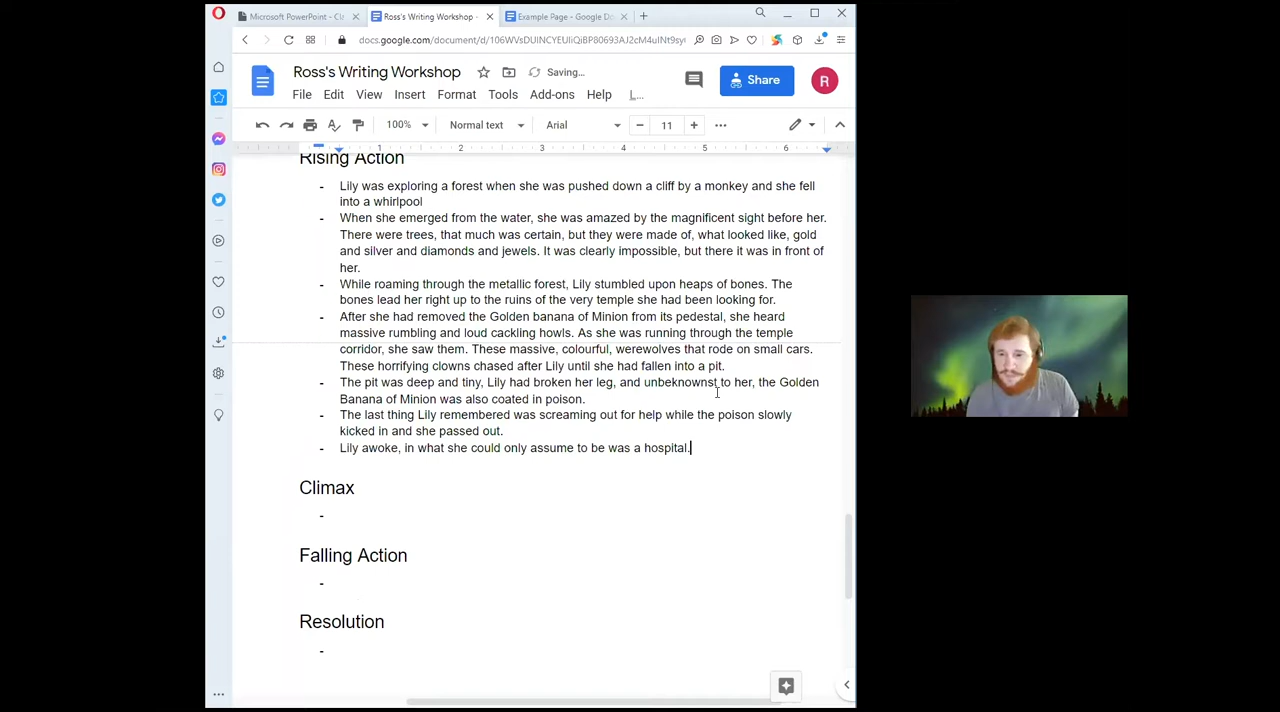 Microsoft PowerPoint - Cla
Ross's Writing Workshop -
Example Page - Google Do
docs.google.com/document/d/106WVsDUINCYEUIiQiBP80693AJ2cM4uINt9syi
Ross's Writing Workshop
Saving...
Share
R
File Edit View Insert Format Tools Add-ons Help L...
100% Normal text Arial 11
1 2 3 4 5 6
Rising Action
- Lily was exploring a forest when she was pushed down a cliff by a monkey and she fell
into a whirlpool
- When she emerged from the water, she was amazed by the magnificent sight before her.
There were trees, that much was certain, but they were made of, what looked like, gold
and silver and diamonds and jewels. It was clearly impossible, but there it was in front of
her.
- While roaming through the metallic forest, Lily stumbled upon heaps of bones. The
bones lead her right up to the ruins of the very temple she had been looking for.
- After she had removed the Golden banana of Minion from its pedestal, she heard
massive rumbling and loud cackling howls. As she was running through the temple
corridor, she saw them. These massive, colourful, werewolves that rode on small cars.
These horrifying clowns chased after Lily until she had fallen into a pit.
- The pit was deep and tiny, Lily had broken her leg, and unbeknownst to her, the Golden
Banana of Minion was also coated in poison.
- The last thing Lily remembered was screaming out for help while the poison slowly
kicked in and she passed out.
- Lily awoke, in what she could only assume to be was a hospital.
Climax
-
Falling Action
-
Resolution
-